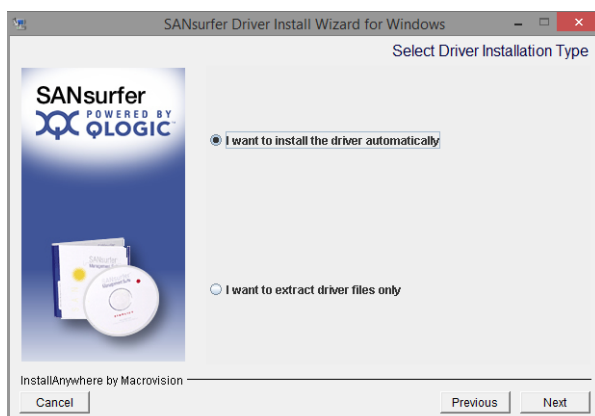 SANsurfer Driver Install Wizard for Windows
Select Driver Installation Type
SANsurfer
POWERED BY
QLOGIC
I want to install the driver automatically
I want to extract driver files only
InstallAnywhere by Macrovision
Cancel
Previous
Next